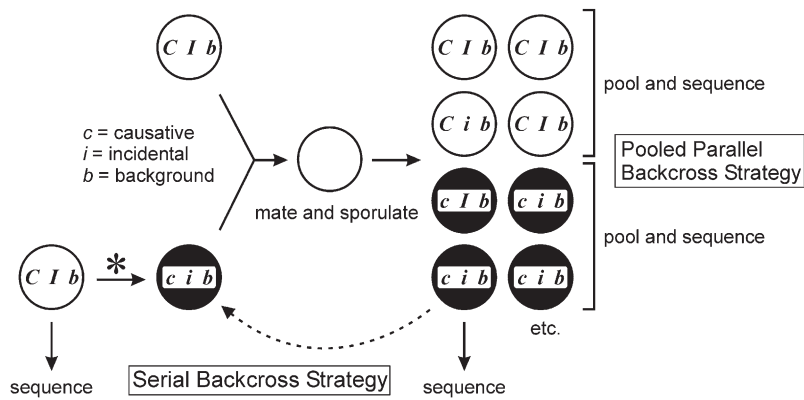 C I b
C I b C I b
pool and sequence
c = causative
i = incidental
b = background
C i b C I b
Pooled Parallel
Backcross Strategy
mate and sporulate
c I b c i b
pool and sequence
C I b * c i b
c i b c i b
etc.
sequence
Serial Backcross Strategy
sequence